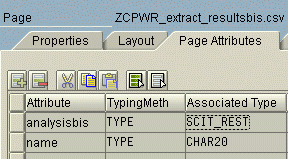 Page ZCPWR_extract_resultsbis.csv
Properties Layout Page Attributes
Attribute TypingMeth Associated Type
analysisbis TYPE SCIT_REST
name TYPE CHAR20